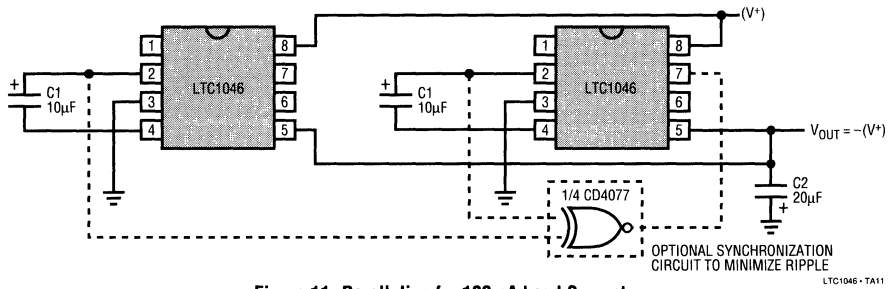 (V+)
1 8 1 8
2 7 2 7
LTC1046 LTC1046
3 6 3 6
4 5 4 5
+ C1 10µF
+ C1 10µF
VOUT = –(V+)
C2 20µF +
1/4 CD4077
OPTIONAL SYNCHRONIZATION
CIRCUIT TO MINIMIZE RIPPLE
LTC1046 • TA11